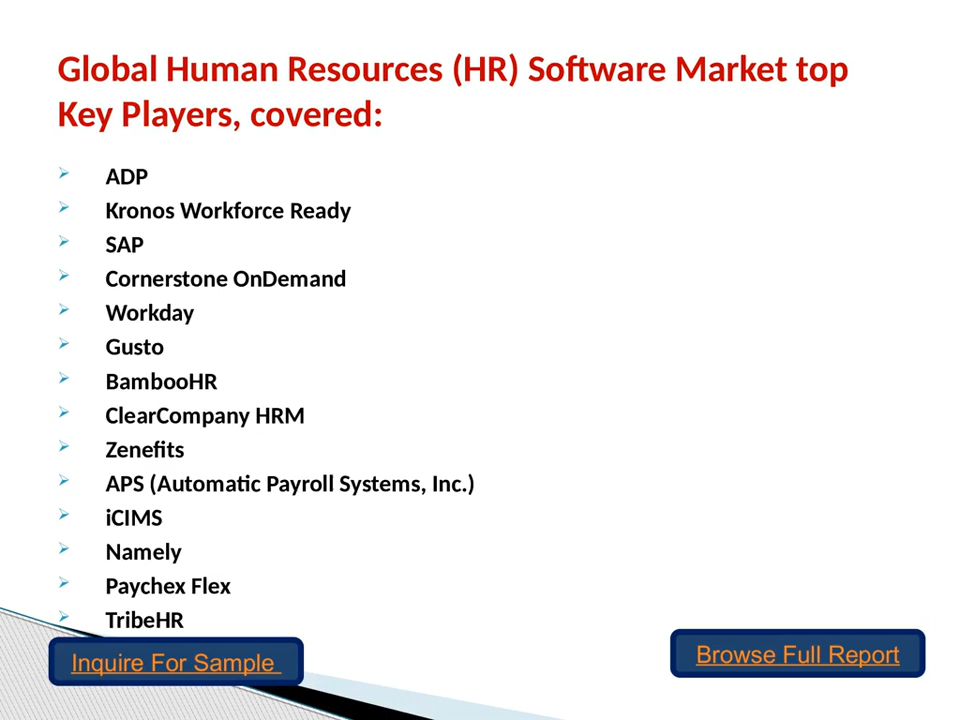 Global Human Resources (HR) Software Market top
Key Players, covered:
ADP
Kronos Workforce Ready
SAP
Cornerstone OnDemand
Workday
Gusto
BambooHR
ClearCompany HRM
Zenefits
APS (Automatic Payroll Systems, Inc.)
iCIMS
Namely
Paychex Flex
TribeHR
Inquire For Sample
Browse Full Report